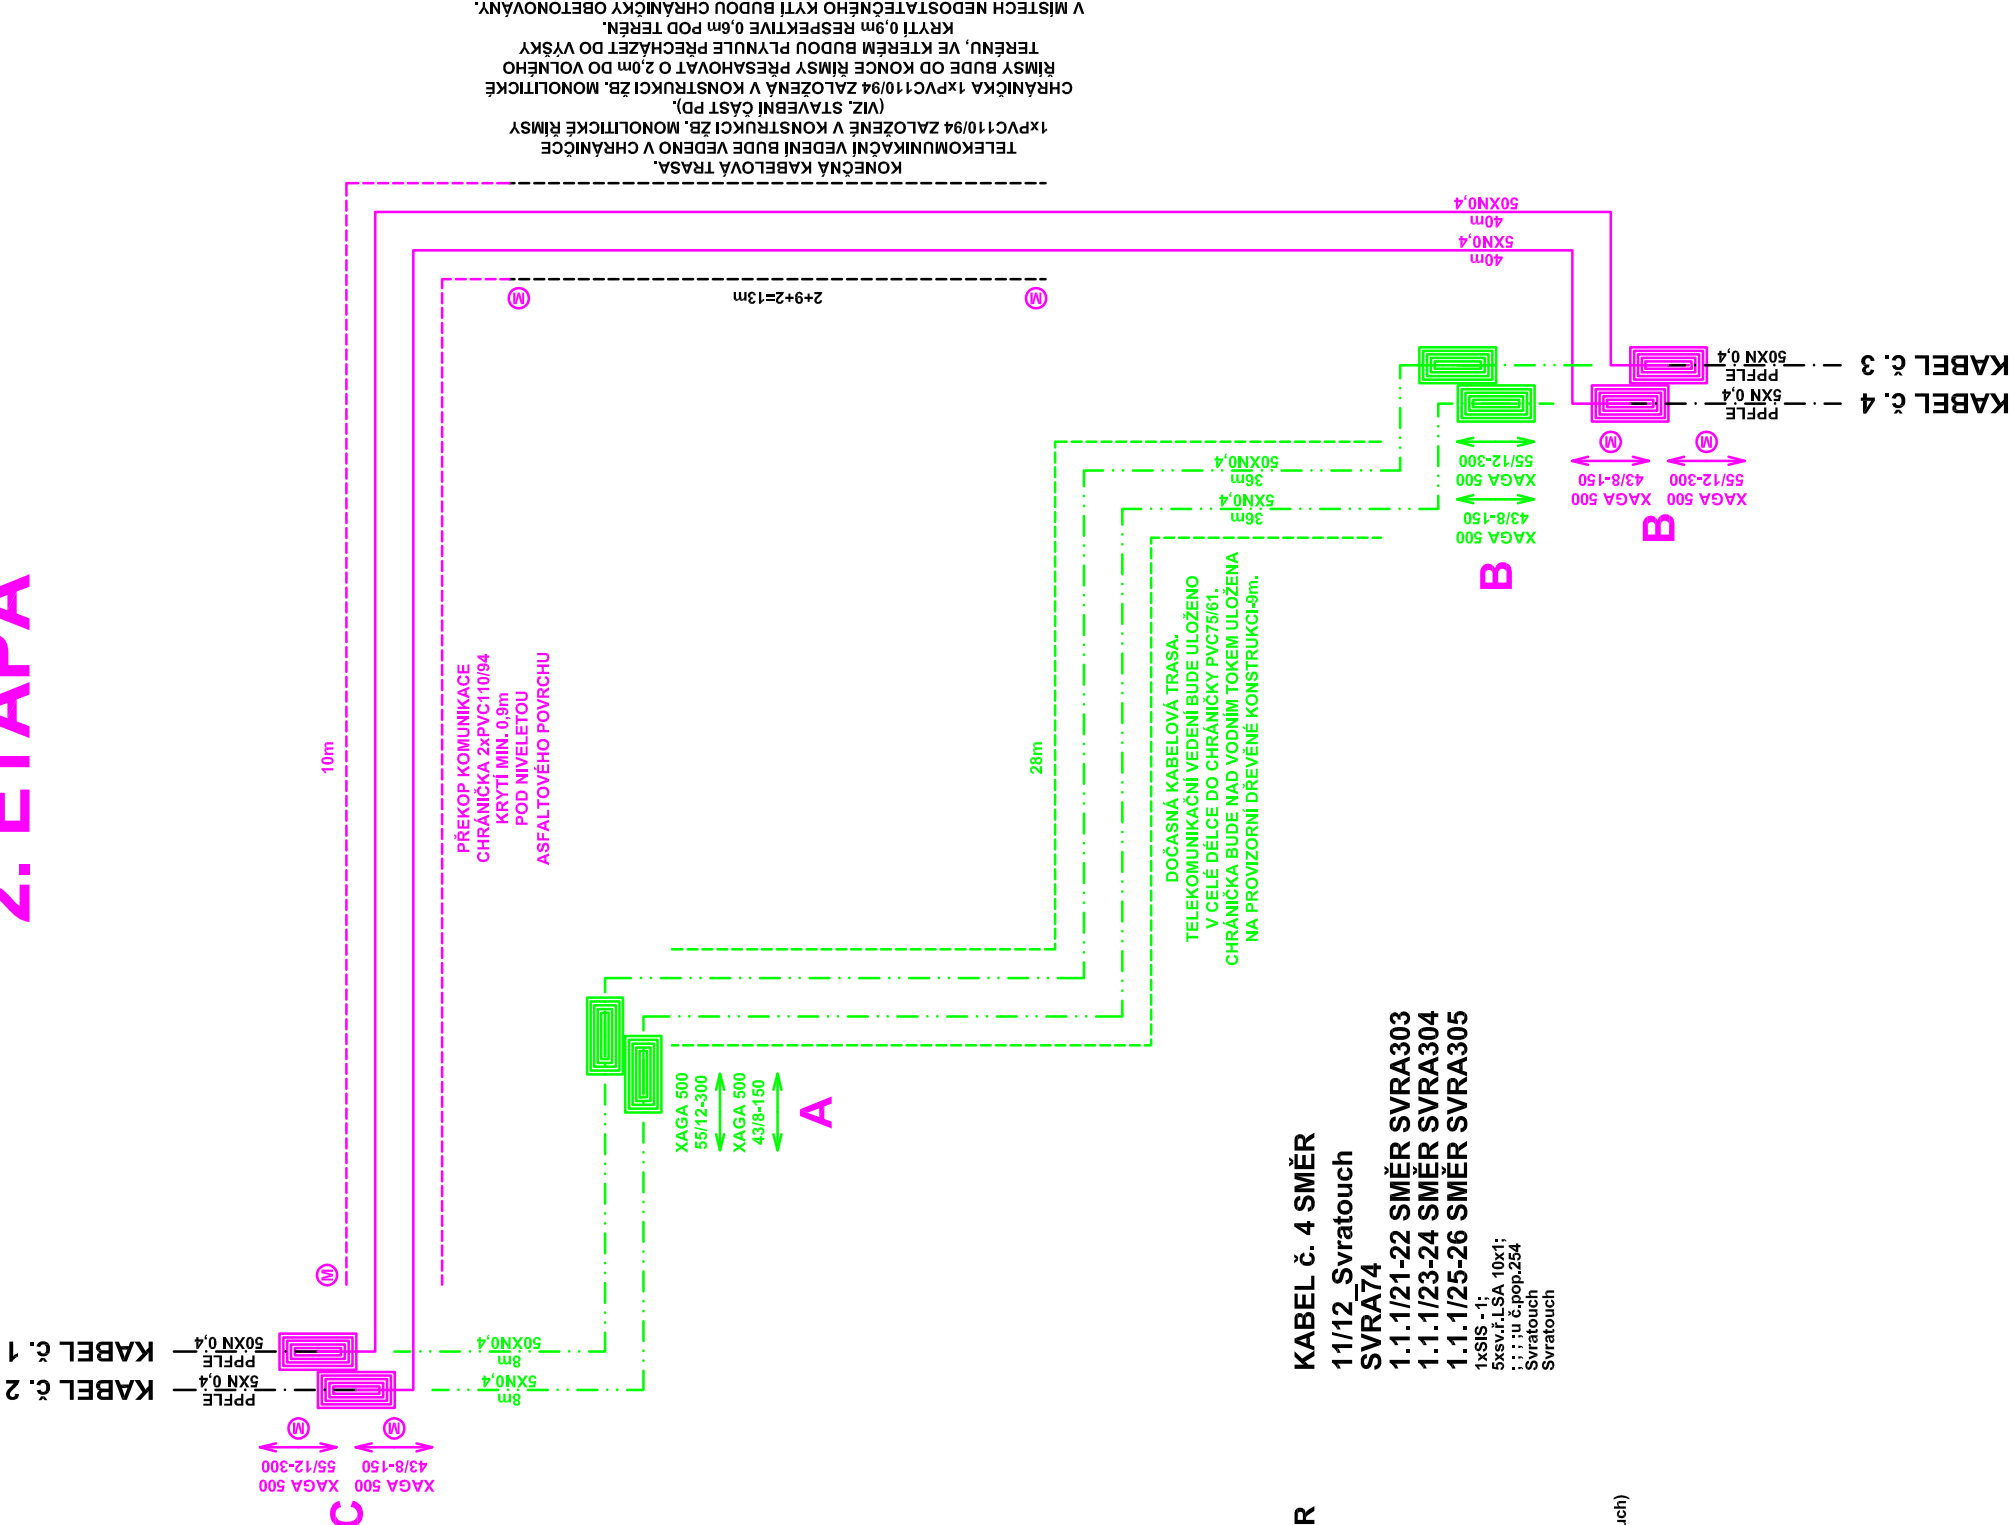 2. ETAPA
KONEČNÁ KABELOVÁ TRASA.
TELEKOMUNIKAČNÍ VEDENÍ BUDE VEDENO V CHRÁNIČCE
1xPVC110/94 ZALOŽENÉ V KONSTRUKCI ŽB. MONOLITICKÉ ŘÍMSY
(VIZ. STAVEBNÍ ČÁST PD).
CHRÁNIČKA 1xPVC110/94 ZALOŽENÁ V KONSTRUKCI ŽB. MONOLITICKÉ
ŘÍMSY BUDE OD KONCE ŘÍMSY PŘESAHOVAT O 2,0m DO VOLNÉHO
TERÉNU, VE KTERÉM BUDOU PLYNULE PŘECHÁZET DO VÝŠKY
KRYTÍ 0,9m RESPEKTIVE 0,6m POD TERÉN.
V MÍSTECH NEDOSTATEČNÉHO KYTÍ BUDOU CHRÁNIČKY OBETONOVÁNY.
40m
50XN0,4
40m
5XN0,4
M
2+9+2=13m
M
KABEL č. 3
PPFLE
50XN 0,4
KABEL č. 4
PPFLE
5XN 0,4
M
M
XAGA 500
55/12-300
XAGA 500
43/8-150
B
XAGA 500
55/12-300
XAGA 500
43/8-150
B
36m
50XN0,4
36m
5XN0,4
10m
PŘEKOP KOMUNIKACE
CHRÁNIČKA 2xPVC110/94
KRYTÍ MIN. 0,9m
POD NIVELETOU
ASFALTOVÉHO POVRCHU
28m
DOČASNÁ KABELOVÁ TRASA.
TELEKOMUNIKAČNÍ VEDENÍ BUDE ULOŽENO
V CELÉ DÉLCE DO CHRÁNIČKY PVC75/61.
CHRÁNIČKA BUDE NAD VODNÍM TOKEM ULOŽENA
NA PROVIZORNÍ DŘEVĚNÉ KONSTRUKCI-9m.
XAGA 500
55/12-300
XAGA 500
43/8-150
A
M
KABEL č. 1
PPFLE
50XN 0,4
KABEL č. 2
PPFLE
5XN 0,4
8m
50XN0,4
8m
5XN0,4
M
M
XAGA 500
55/12-300
XAGA 500
43/8-150
C
KABEL č. 4 SMĚR
11/12_Svratouch
SVRA74
1.1.1/21-22 SMĚR SVRA303
1.1.1/23-24 SMĚR SVRA304
1.1.1/25-26 SMĚR SVRA305
1xSIS -1;
5xsv.ř.LSA 10x1;
; ; ; ;u č.pop.254
Svratouch
Svratouch
R
uch)